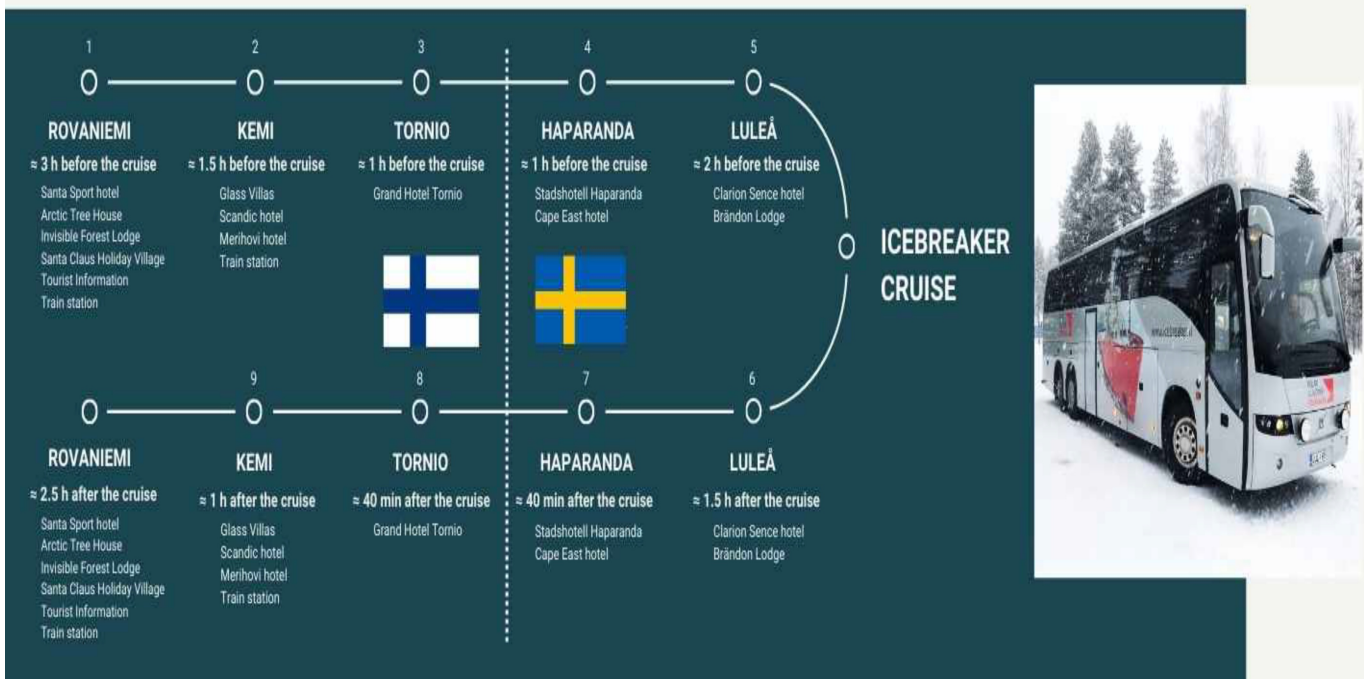 1
ROVANIEMI
≈ 3 h before the cruise
Santa Sport hotel
Arctic Tree House
Invisible Forest Lodge
Santa Claus Holiday Village
Tourist Information
Train station
2
KEMI
≈ 1.5 h before the cruise
Glass Villas
Scandic hotel
Merihovi hotel
Train station
3
TORNIO
≈ 1 h before the cruise
Grand Hotel Tornio
4
HAPARANDA
≈ 1 h before the cruise
Stadshotell Haparanda
Cape East hotel
5
LULEÅ
≈ 2 h before the cruise
Clarion Sence hotel
Brändon Lodge
ICEBREAKER
CRUISE
ROVANIEMI
≈ 2.5 h after the cruise
Santa Sport hotel
Arctic Tree House
Invisible Forest Lodge
Santa Claus Holiday Village
Tourist Information
Train station
9
KEMI
≈ 1 h after the cruise
Glass Villas
Scandic hotel
Merihovi hotel
Train station
8
TORNIO
≈ 40 min after the cruise
Grand Hotel Tornio
7
HAPARANDA
≈ 40 min after the cruise
Stadshotell Haparanda
Cape East hotel
6
LULEÅ
≈ 1.5 h after the cruise
Clarion Sence hotel
Brändon Lodge